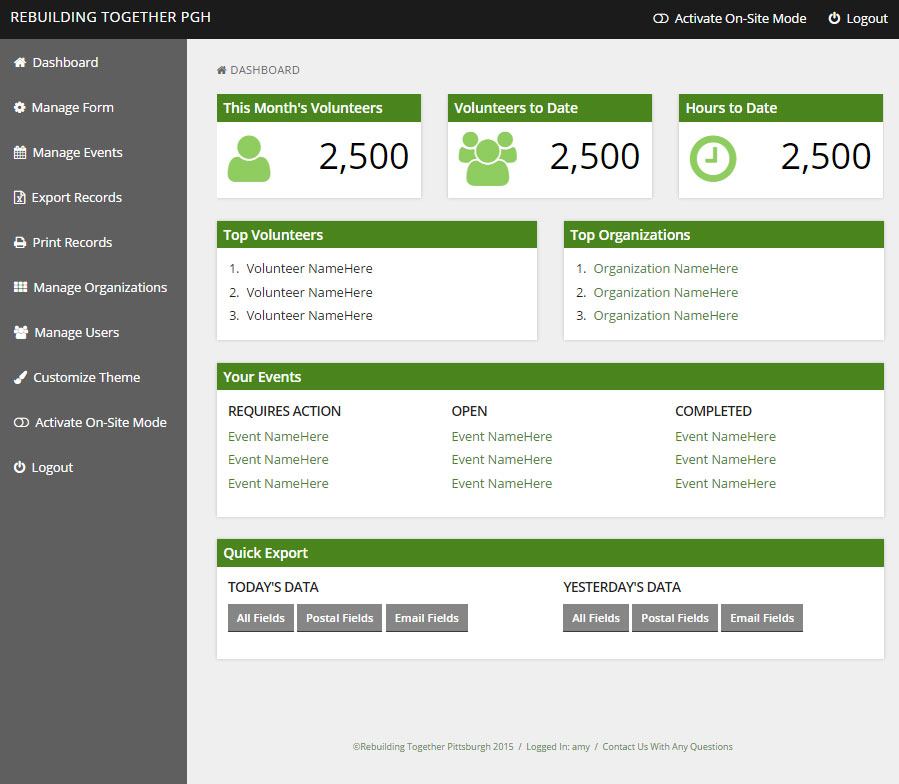 REBUILDING TOGETHER PGH
Activate On-Site Mode
Logout
Dashboard
Manage Form
Manage Events
Export Records
Print Records
Manage Organizations
Manage Users
Customize Theme
Activate On-Site Mode
Logout
DASHBOARD
This Month's Volunteers
2,500
Volunteers to Date
2,500
Hours to Date
2,500
Top Volunteers
1. Volunteer NameHere
2. Volunteer NameHere
3. Volunteer NameHere
Top Organizations
1. Organization NameHere
2. Organization NameHere
3. Organization NameHere
Your Events
REQUIRES ACTION
Event NameHere
Event NameHere
Event NameHere
OPEN
Event NameHere
Event NameHere
Event NameHere
COMPLETED
Event NameHere
Event NameHere
Event NameHere
Quick Export
TODAY'S DATA
All Fields Postal Fields Email Fields
YESTERDAY'S DATA
All Fields Postal Fields Email Fields
©Rebuilding Together Pittsburgh 2015 / Logged In: amy / Contact Us With Any Questions